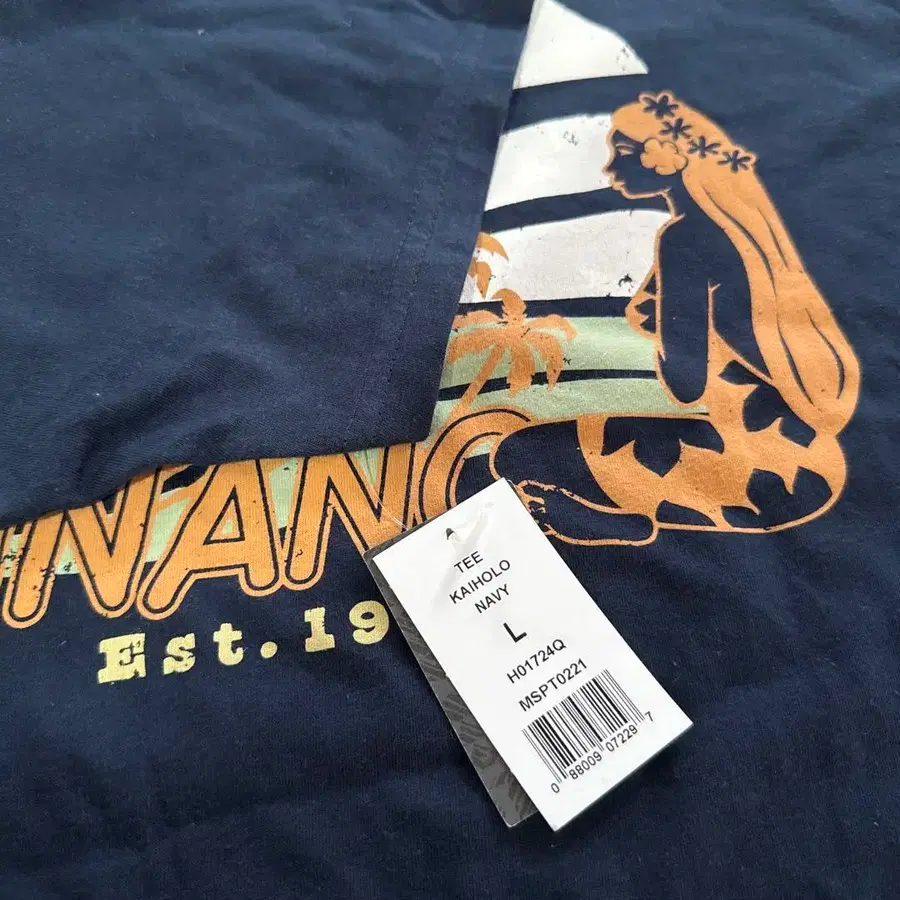 NANC
Est. 19
TEE
KAIHOLO
NAVY
L
H01724Q
MSPT0221
0 88009 07229 7